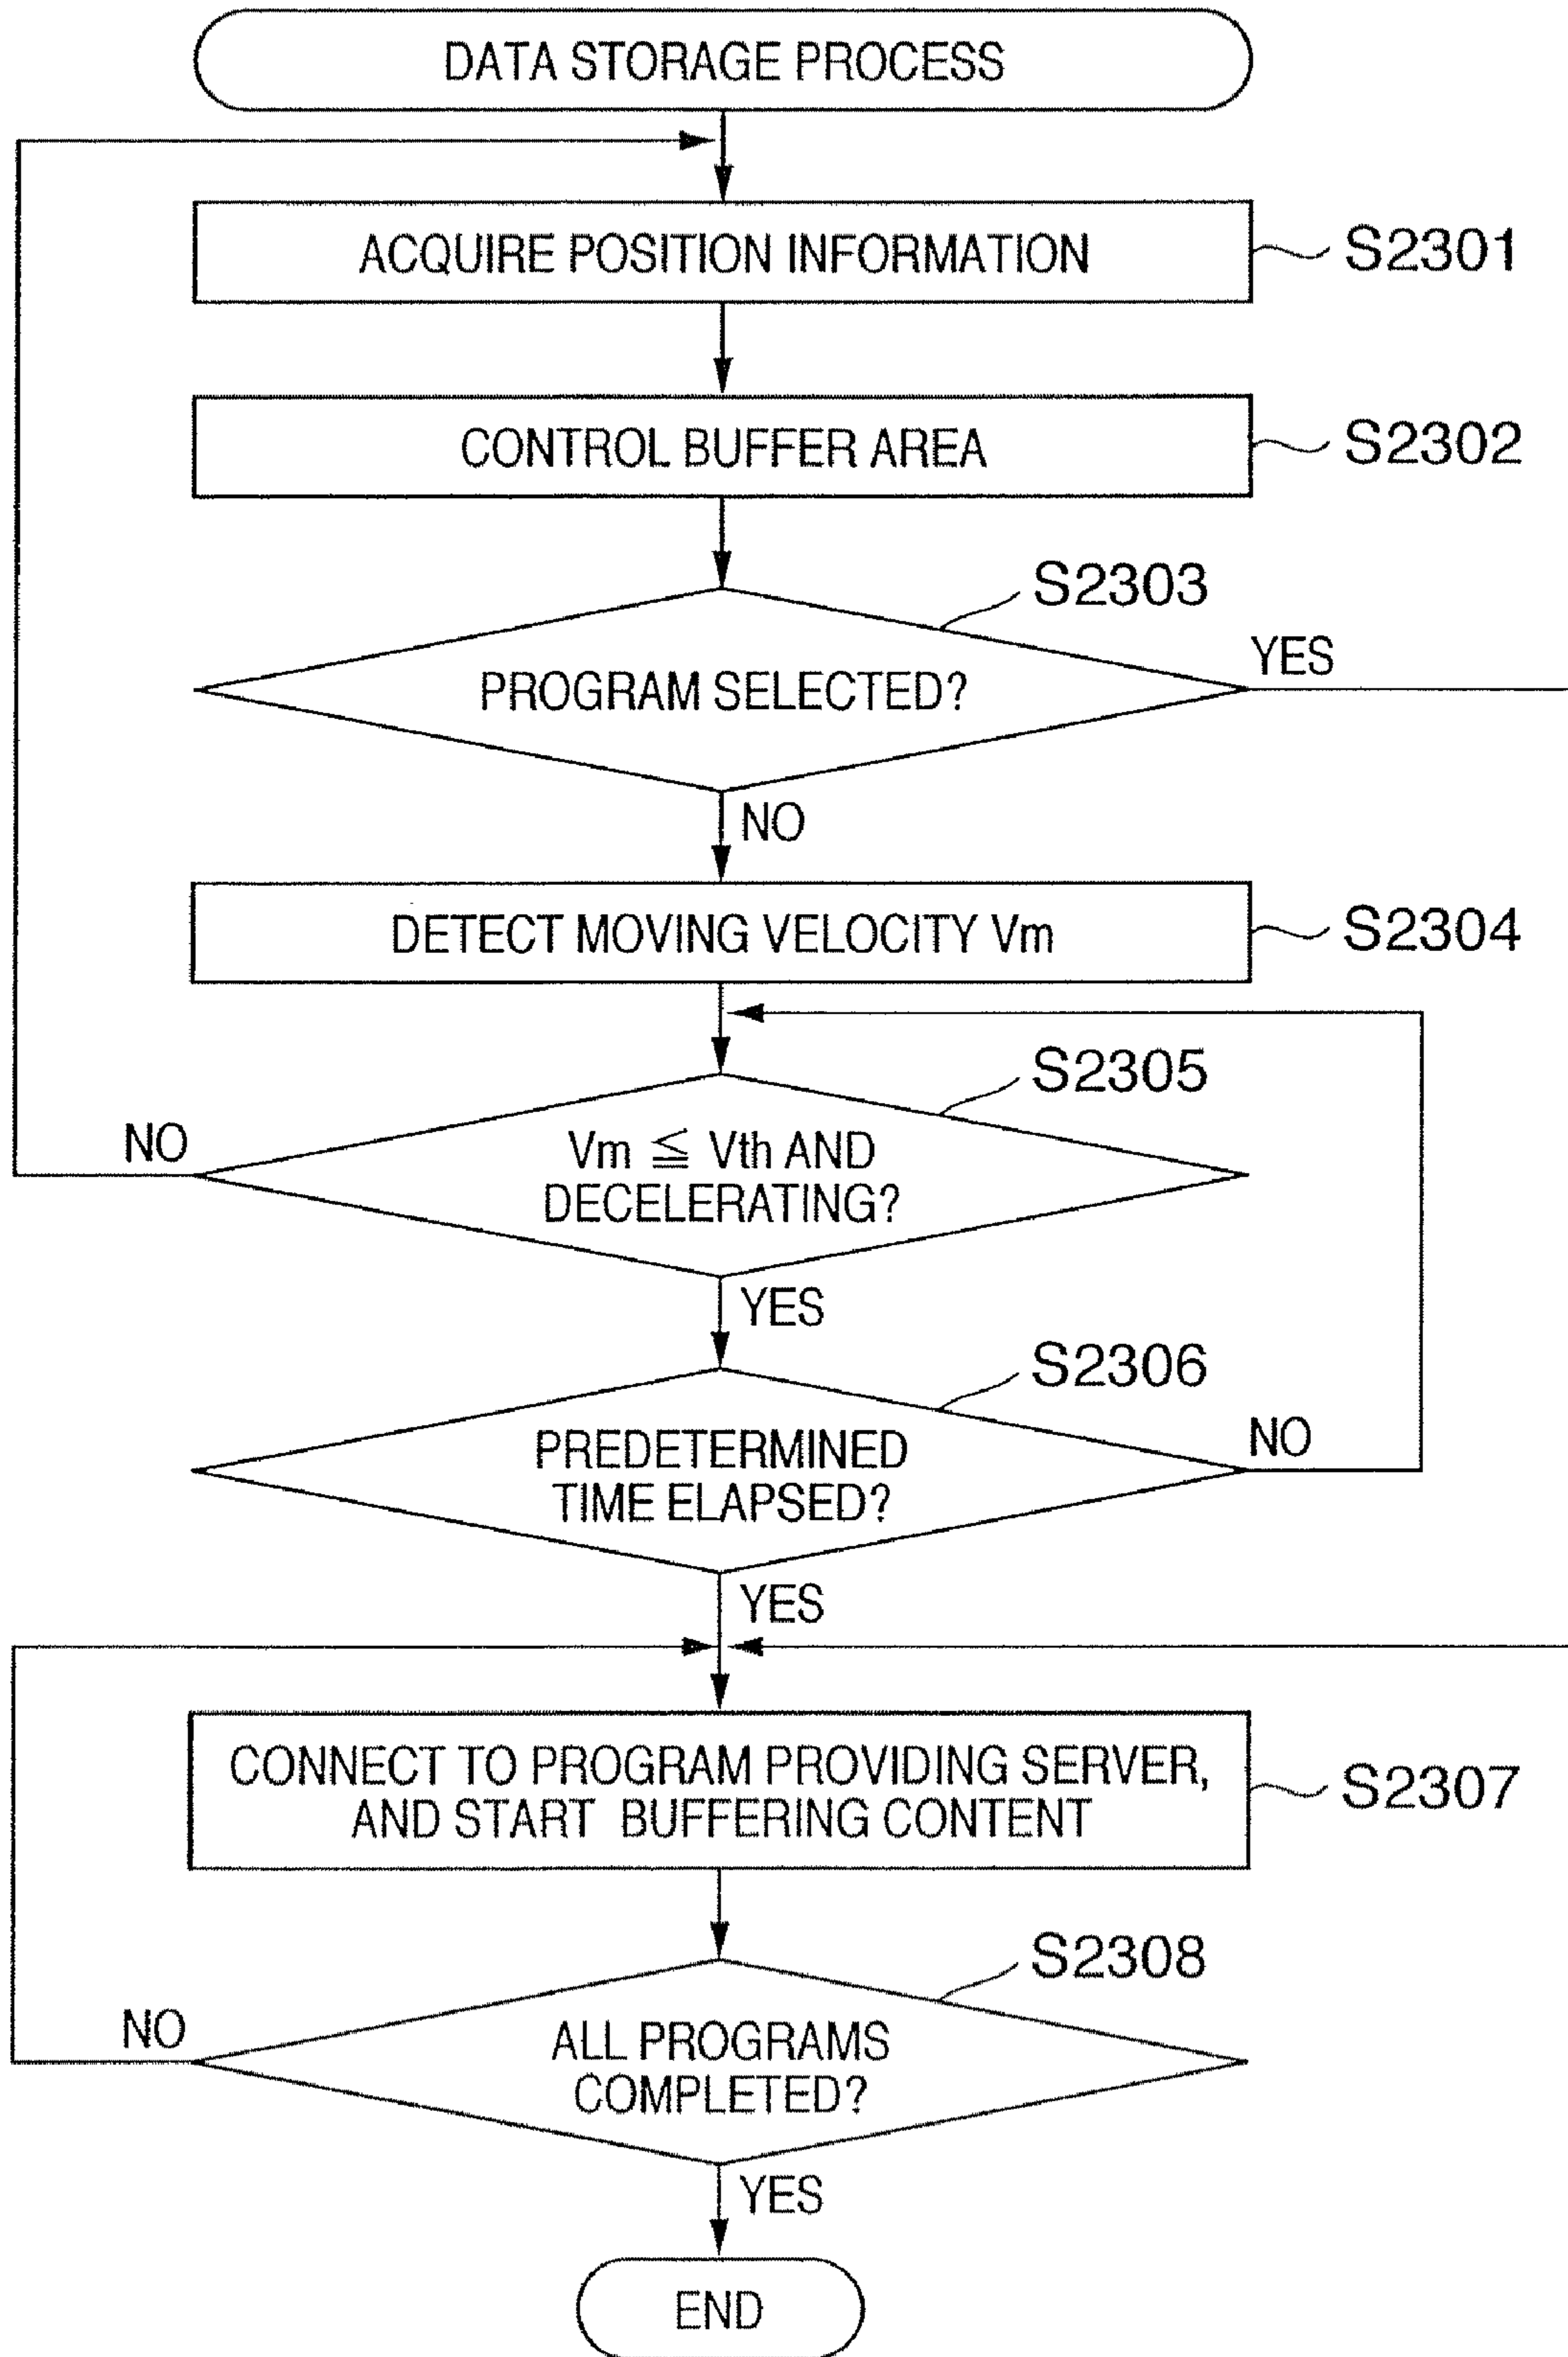 DATA STORAGE PROCESS
ACQUIRE POSITION INFORMATION
S2301
CONTROL BUFFER AREA
S2302
S2303
PROGRAM SELECTED?
YES
NO
DETECT MOVING VELOCITY Vm
S2304
S2305
NO
Vm ≦ Vth AND
DECELERATING?
YES
S2306
PREDETERMINED
TIME ELAPSED?
NO
YES
CONNECT TO PROGRAM PROVIDING SERVER,
AND START BUFFERING CONTENT
S2307
S2308
NO
ALL PROGRAMS
COMPLETED?
YES
END